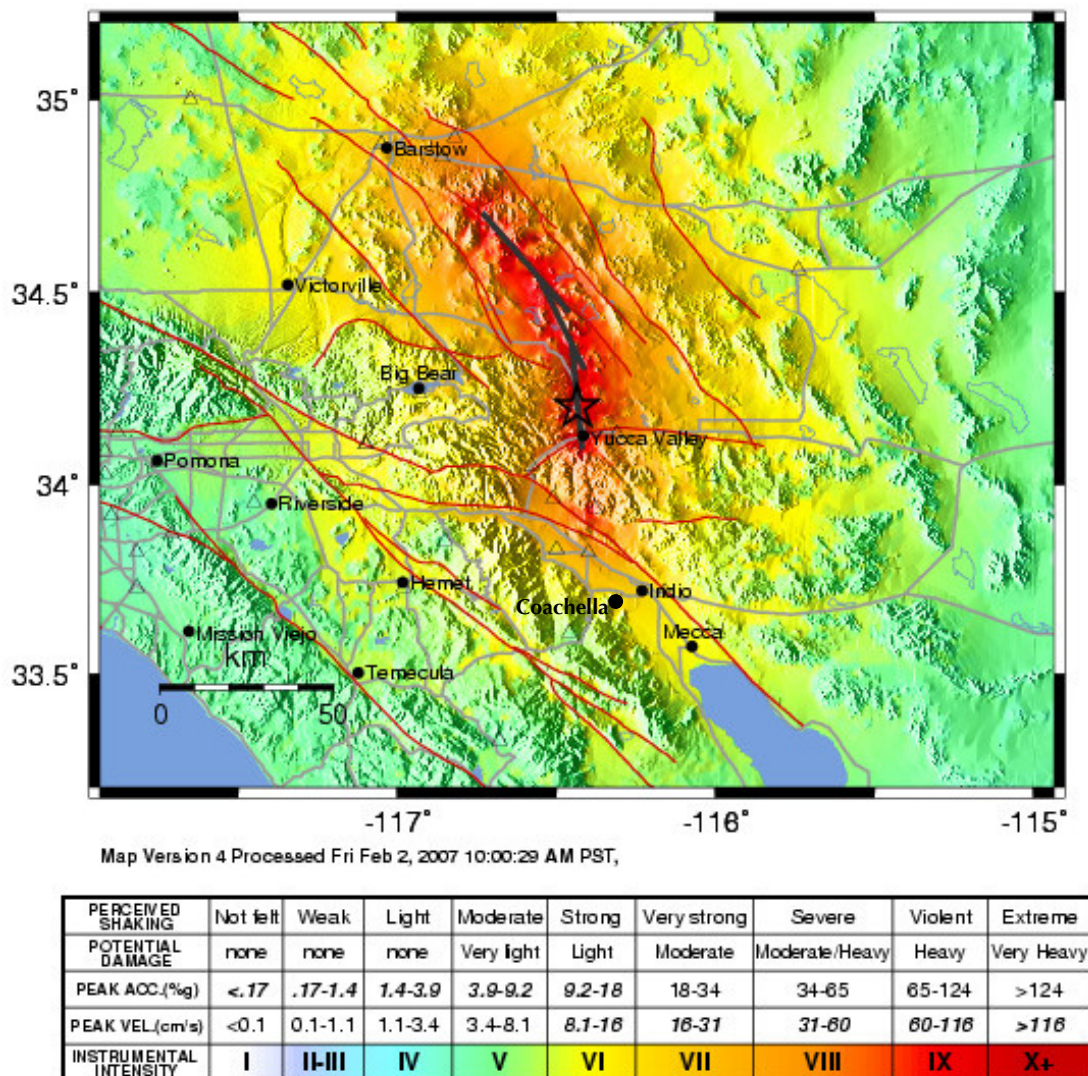 35°
Barstow
34.5°
Victorville
Big Bear
Yucca Valley
34°
Pomona
Riverside
Hemet
Indio
Coachella
Mecca
Mission Viejo
km
33.5°
Temecula
0 50
-117° -116° -115°
Map Version 4 Processed Fri Feb 2, 2007 10:00:29 AM PST,
PERCEIVED SHAKING Not felt Weak Light Moderate Strong Very strong Severe Violent Extreme
POTENTIAL DAMAGE none none none Very light Light Moderate Moderate/Heavy Heavy Very Heavy
PEAK ACC.(%g) <.17 .17-1.4 1.4-3.9 3.9-9.2 9.2-18 18-34 34-65 65-124 >124
PEAK VEL.(cm/s) <0.1 0.1-1.1 1.1-3.4 3.4-8.1 8.1-16 16-31 31-60 60-116 >116
INSTRUMENTAL INTENSITY I II-III IV V VI VII VIII IX X+